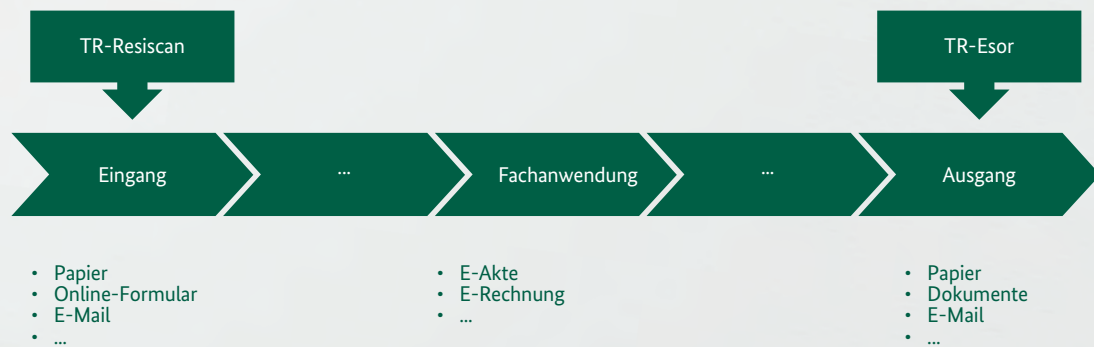 TR-Resiscan
TR-Esor
Eingang
...
Fachanwendung
...
Ausgang
• Papier
• Online-Formular
• E-Mail
• ...
• E-Akte
• E-Rechnung
• ...
• Papier
• Dokumente
• E-Mail
• ...